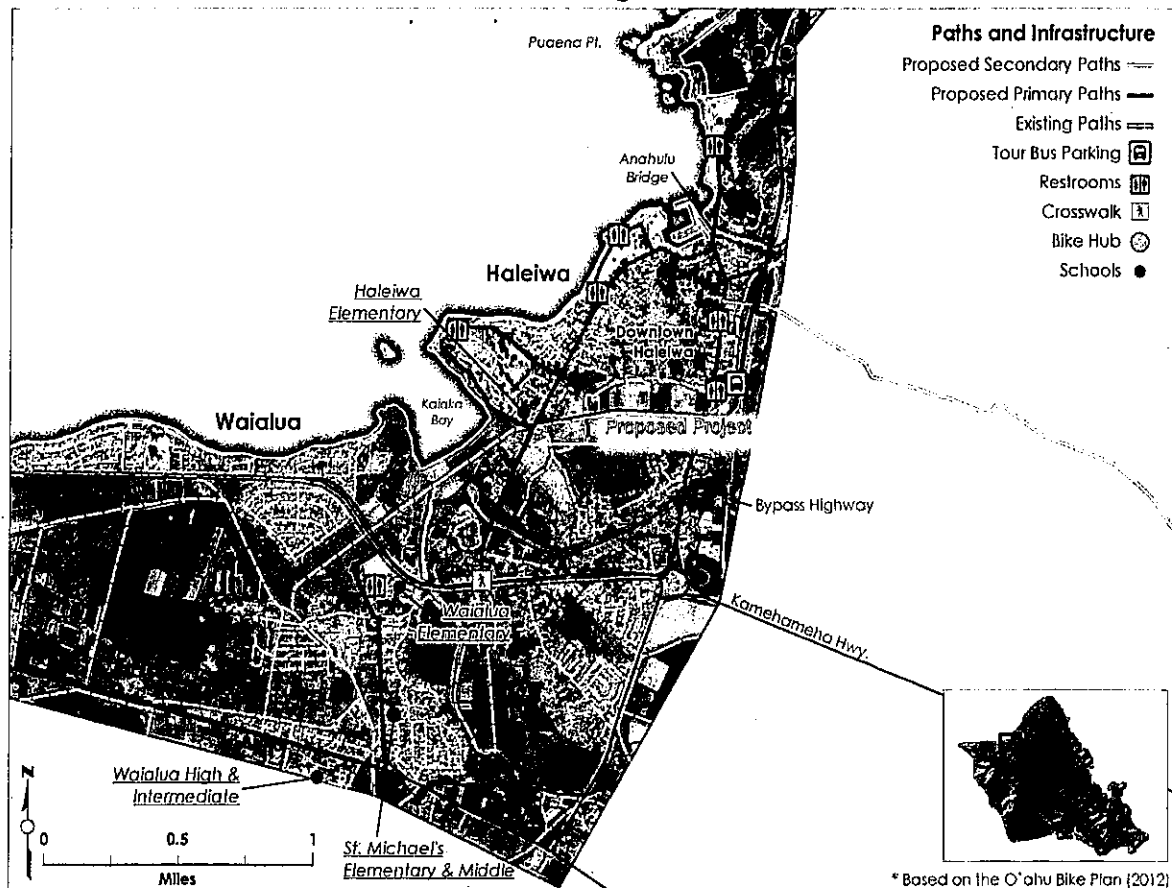 Puaena Pt.
Paths and Infrastructure
Proposed Secondary Paths
Proposed Primary Paths
Existing Paths
Tour Bus Parking
Restrooms
Crosswalk
Bike Hub
Schools
Anahulu
Bridge
Haleiwa
Haleiwa
Elementary
Downtown
Haleiwa
Kaiaka
Bay
Waialua
Proposed Project
Bypass Highway
Waialua
Elementary
Kamehameha Hwy.
Waialua High &
Intermediate
St. Michael's
Elementary & Middle
N
0 0.5 1
Miles
* Based on the O'ahu Bike Plan (2012)